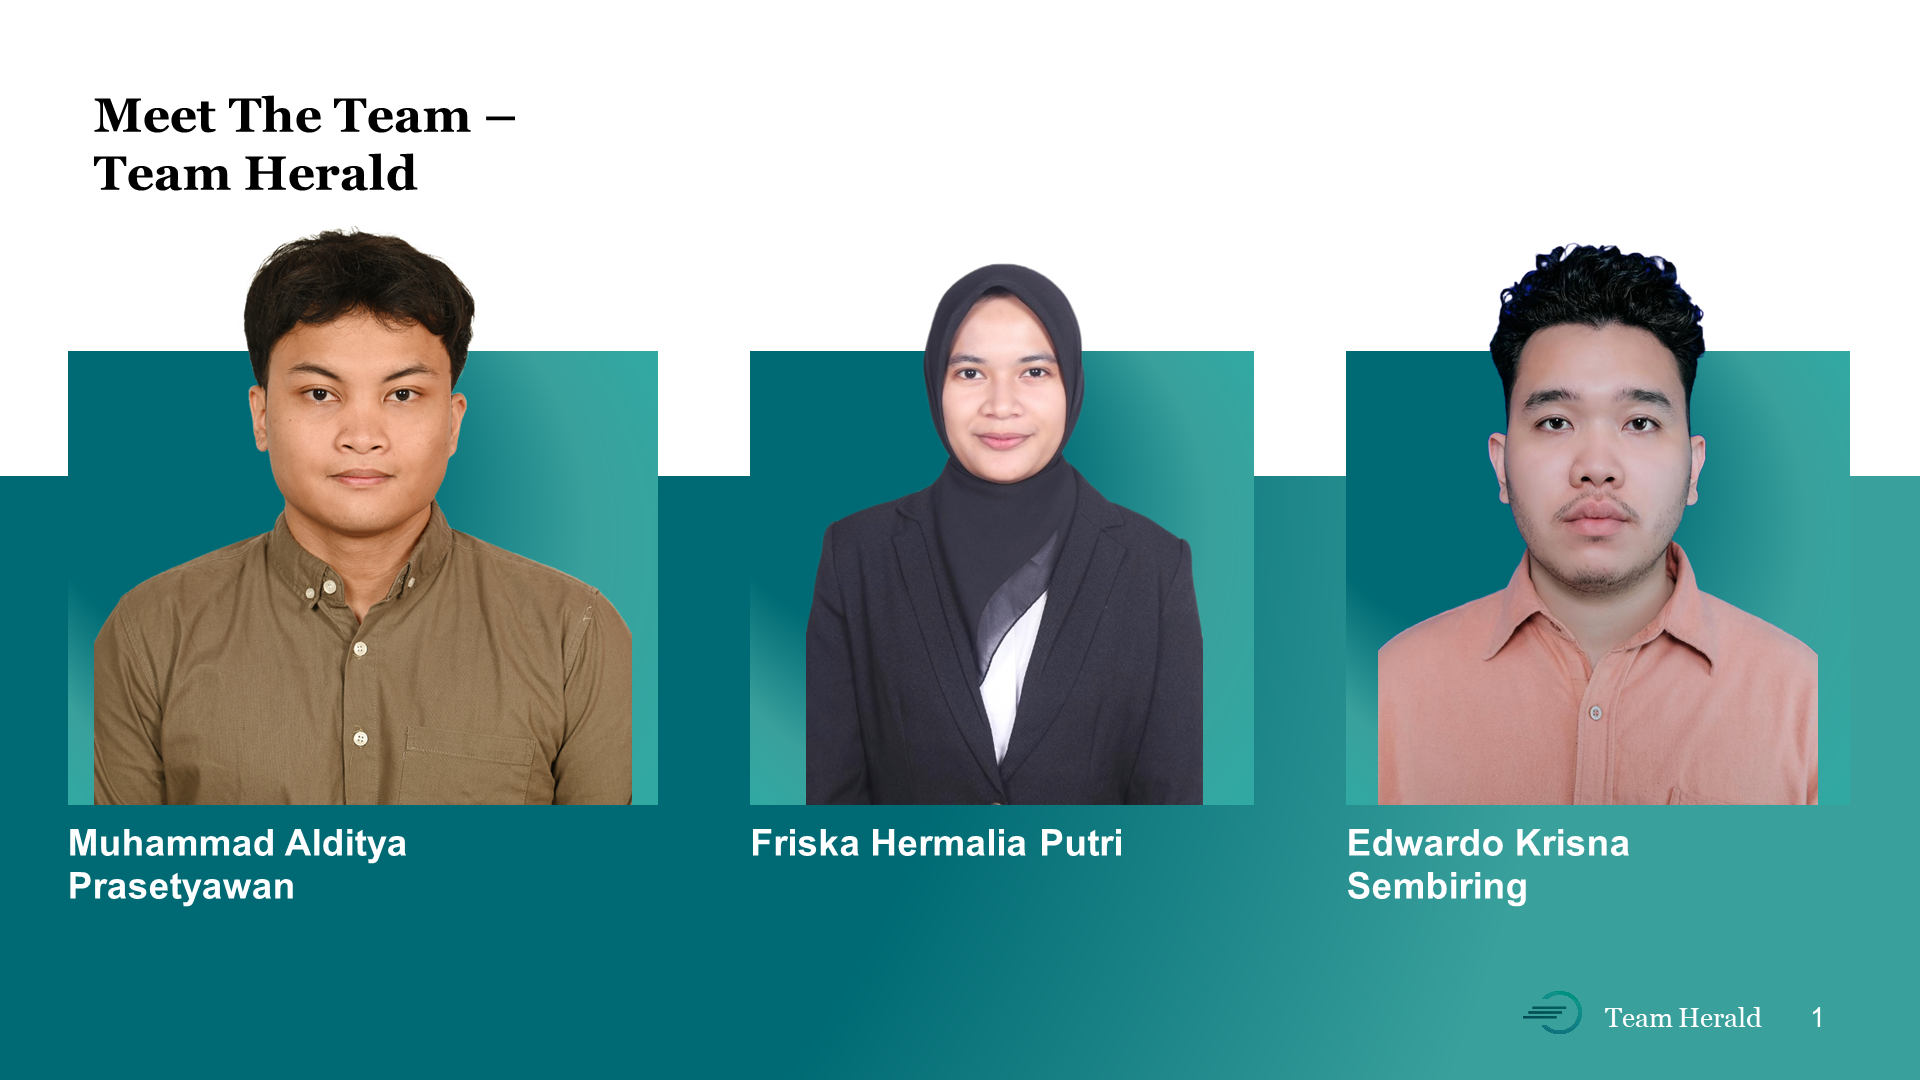 Meet The Team –
Team Herald
Muhammad Alditya
Prasetyawan
Friska Hermalia Putri
Edwardo Krisna
Sembiring
Team Herald
1